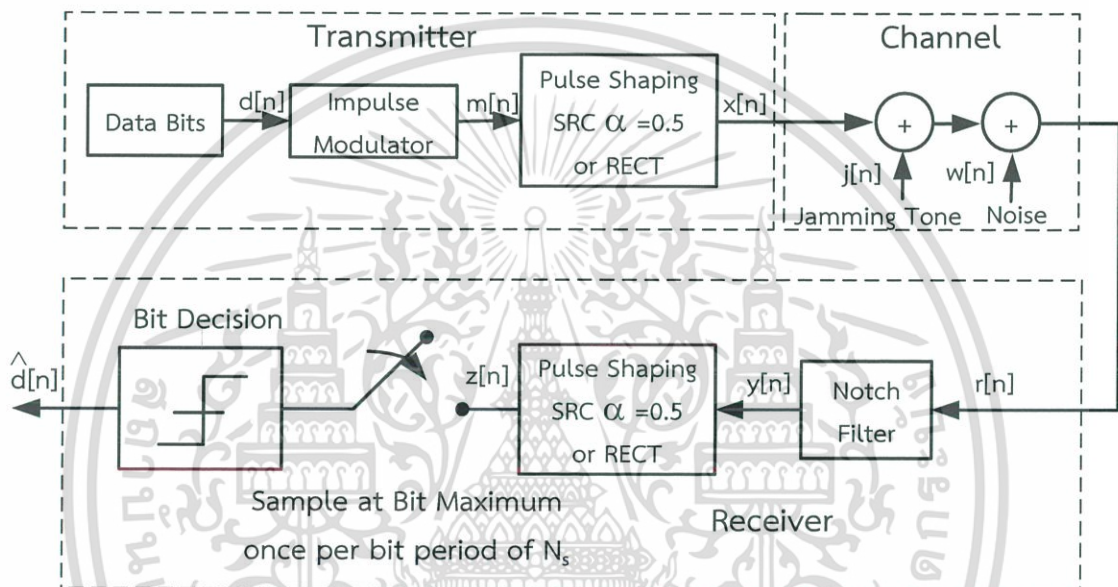 Transmitter
Channel
Data Bits
d[n]
Impulse
Modulator
m[n]
Pulse Shaping
SRC α =0.5
or RECT
x[n]
+
+
j[n]
w[n]
Jamming Tone
Noise
Bit Decision
d̂[n]
z[n]
Pulse Shaping
SRC α =0.5
or RECT
y[n]
Notch
Filter
r[n]
Sample at Bit Maximum
once per bit period of Nₛ
Receiver